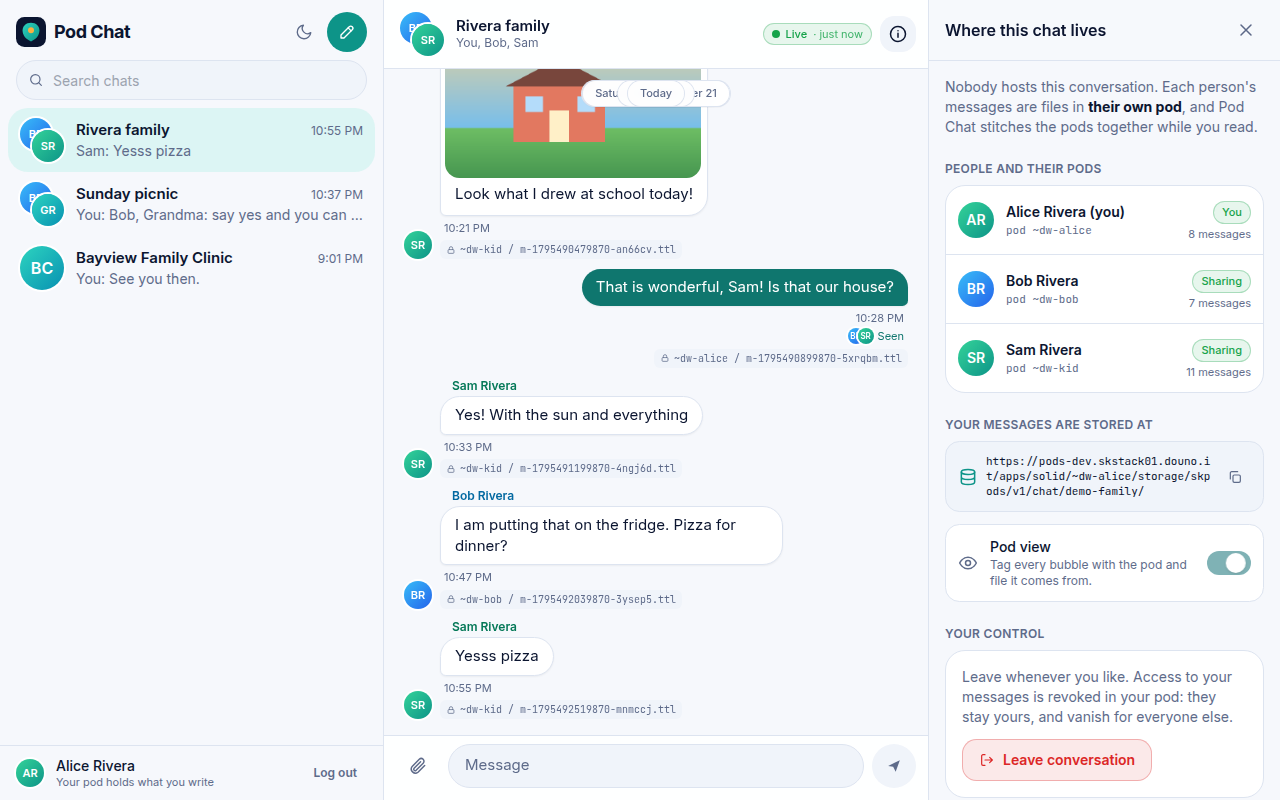 Pod Chat
Search chats
BR
SR
Rivera family
10:55 PM
Sam: Yesss pizza
GR
Sunday picnic
10:37 PM
You: Bob, Grandma: say yes and you can ...
BC
Bayview Family Clinic
9:01 PM
You: See you then.
AR
Alice Rivera
Your pod holds what you write
Log out
SR
Rivera family
You, Bob, Sam
Live · just now
Today
er 21
Look what I drew at school today!
10:21 PM
SR
~dw-kid / m-1795490479870-an66cv.ttl
That is wonderful, Sam! Is that our house?
10:28 PM
SR Seen
~dw-alice / m-1795490899870-5xrqbm.ttl
Sam Rivera
Yes! With the sun and everything
10:33 PM
SR
~dw-kid / m-1795491199870-4ngj6d.ttl
Bob Rivera
I am putting that on the fridge. Pizza for
dinner?
10:47 PM
BR
~dw-bob / m-1795492039870-3ysep5.ttl
Sam Rivera
Yesss pizza
10:55 PM
SR
~dw-kid / m-1795492519870-mnmccj.ttl
Message
Where this chat lives
Nobody hosts this conversation. Each person's
messages are files in their own pod, and Pod
Chat stitches the pods together while you read.
PEOPLE AND THEIR PODS
AR
Alice Rivera (you)
You
pod ~dw-alice
8 messages
BR
Bob Rivera
Sharing
pod ~dw-bob
7 messages
SR
Sam Rivera
Sharing
pod ~dw-kid
11 messages
YOUR MESSAGES ARE STORED AT
https://pods-dev.skstack01.douno.i
t/apps/solid/~dw-alice/storage/skp
ods/v1/chat/demo-family/
Pod view
Tag every bubble with the pod and
file it comes from.
YOUR CONTROL
Leave whenever you like. Access to your
messages is revoked in your pod: they
stay yours, and vanish for everyone else.
Leave conversation